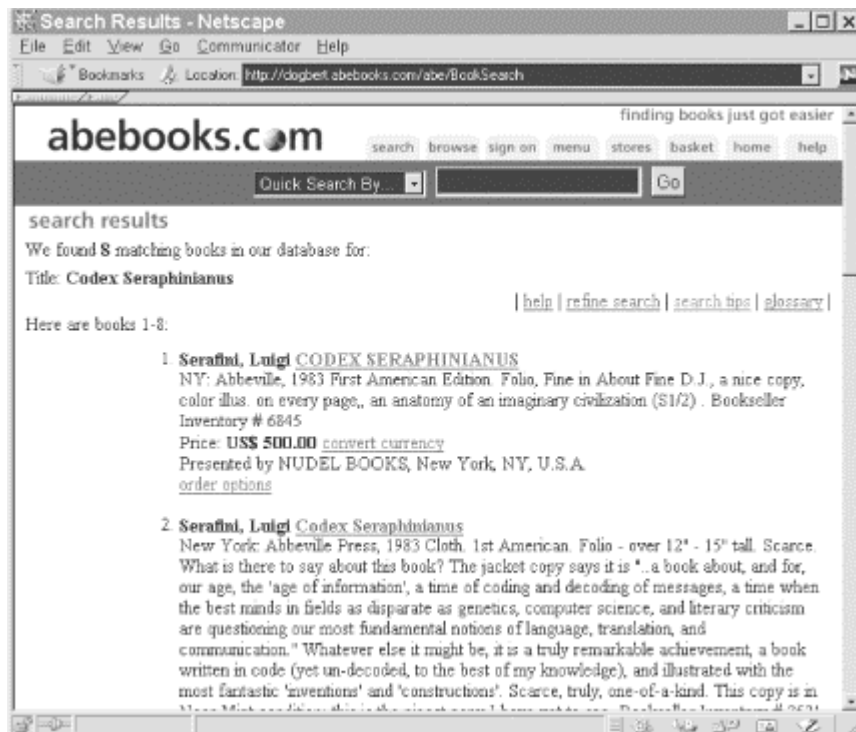 Search Results - Netscape
File Edit View Go Communicator Help
Bookmarks Location: http://dogbert.abebooks.com/abe/BookSearch
finding books just got easier
abebooks.com
search browse sign on menu stores basket home help
Quick Search By... Go
search results
We found 8 matching books in our database for:
Title: Codex Seraphinianus
| help | refine search | search tips | glossary |
Here are books 1-8:
1. Serafini, Luigi CODEX SERAPHINIANUS
NY: Abbeville, 1983 First American Edition. Folio, Fine in About Fine D.J., a nice copy,
color illus. on every page,, an anatomy of an imaginary civilization (S1/2) . Bookseller
Inventory # 6845
Price: US$ 500.00 convert currency
Presented by NUDEL BOOKS, New York, NY, U.S.A.
order options
2. Serafini, Luigi Codex Seraphinianus
New York: Abbeville Press, 1983 Cloth. 1st American. Folio - over 12" - 15" tall. Scarce.
What is there to say about this book? The jacket copy says it is "..a book about, and for,
our age, the 'age of information', a time of coding and decoding of messages, a time when
the best minds in fields as disparate as genetics, computer science, and literary criticism
are questioning our most fundamental notions of language, translation, and
communication." Whatever else it might be, it is a truly remarkable achievement, a book
written in code (yet un-decoded, to the best of my knowledge), and illustrated with the
most fantastic 'inventions' and 'constructions'. Scarce, truly, one-of-a-kind. This copy is in